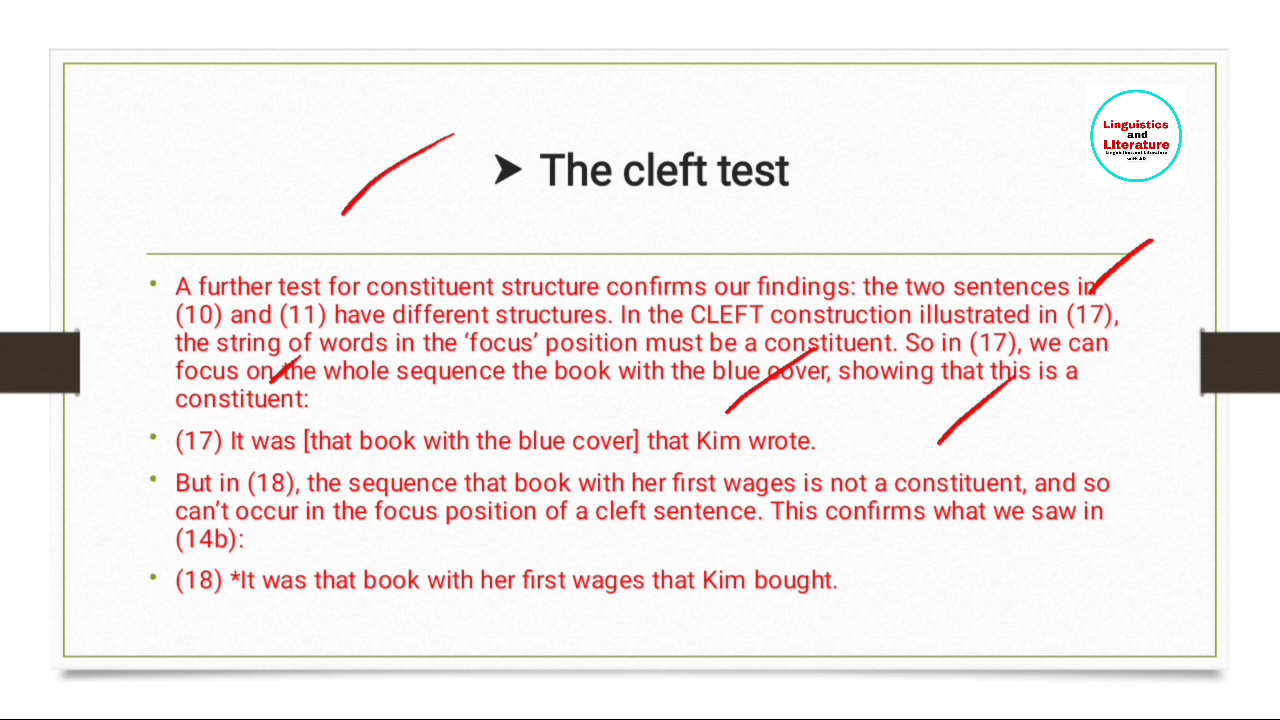 Linguistics
and
LIterature
Linguistics and Literature
➤ The cleft test
• A further test for constituent structure confirms our findings: the two sentences in
(10) and (11) have different structures. In the CLEFT construction illustrated in (17),
the string of words in the ‘focus’ position must be a constituent. So in (17), we can
focus on the whole sequence the book with the blue cover, showing that this is a
constituent:
• (17) It was [that book with the blue cover] that Kim wrote.
• But in (18), the sequence that book with her first wages is not a constituent, and so
can’t occur in the focus position of a cleft sentence. This confirms what we saw in
(14b):
• (18) *It was that book with her first wages that Kim bought.